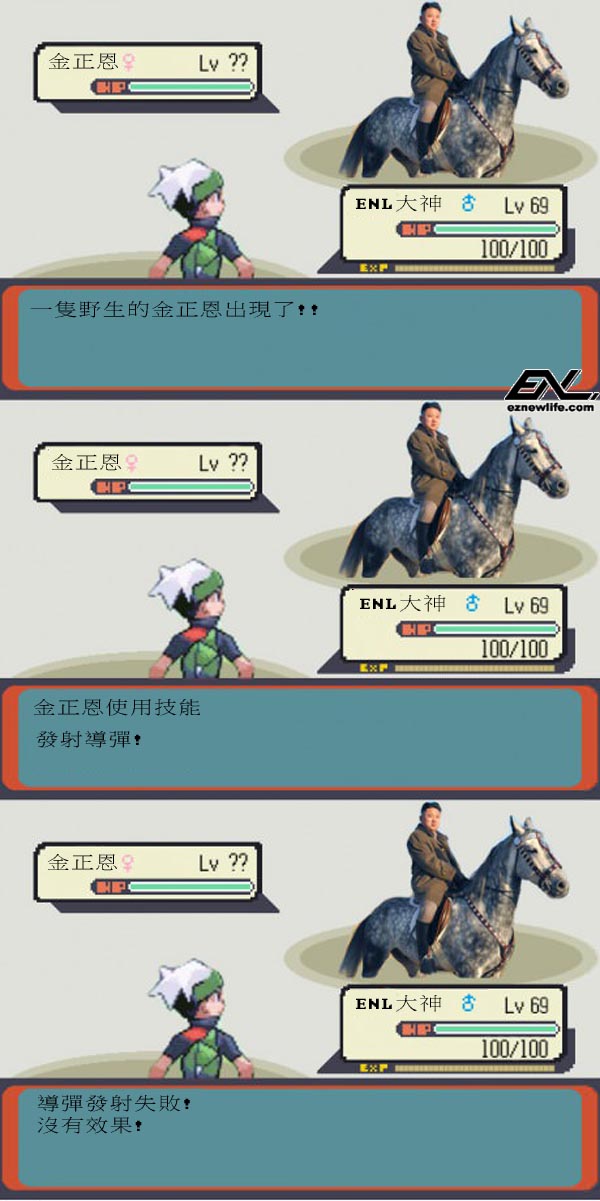 金正恩♀ Lv ??
HP
ENL大神 ♂ Lv 69
HP
100/100
EXP
一隻野生的金正恩出現了!!
ENL
eznewlife.com
金正恩♀ Lv ??
HP
ENL大神 ♂ Lv 69
HP
100/100
EXP
金正恩使用技能
發射導彈!
金正恩♀ Lv ??
HP
ENL大神 ♂ Lv 69
HP
100/100
EXP
導彈發射失敗!
沒有效果!